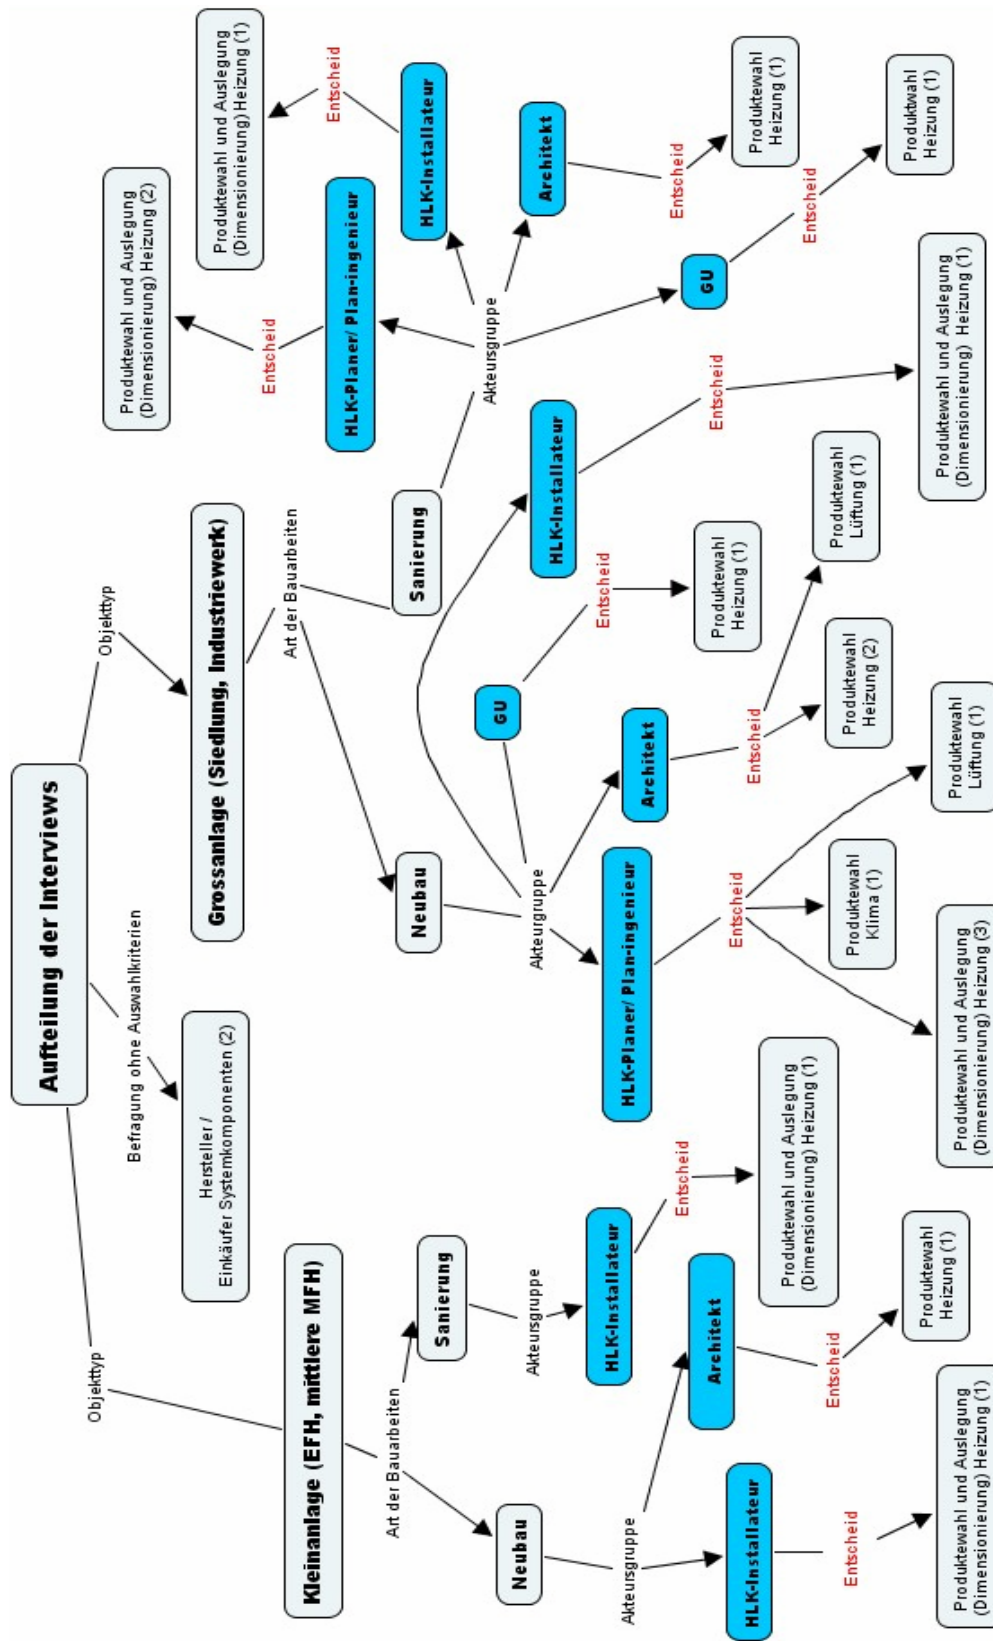 Aufteilung der Interviews
Objekttyp
Befragung ohne Auswahlkriterien
Objekttyp
Hersteller /
Einkäufer Systemkomponenten (2)
Kleinanlage (EFH, mittlere MFH)
Art der Bauarbeiten
Neubau
Sanierung
Akteursgruppe
Akteursgruppe
HLK-Installateur
Architekt
HLK-Installateur
Entscheid
Entscheid
Entscheid
Produktewahl und Auslegung
(Dimensionierung) Heizung (1)
Produktewahl
Heizung (1)
Produktewahl und Auslegung
(Dimensionierung) Heizung (1)
Grossanlage (Siedlung, Industriewerk)
Art der Bauarbeiten
Neubau
Sanierung
Akteurgruppe
HLK-Planer/ Plan-ingenieur
Architekt
GU
HLK-Installateur
Entscheid
Entscheid
Entscheid
Entscheid
Produktewahl und Auslegung
(Dimensionierung) Heizung (3)
Produktewahl
Klima (1)
Produktewahl
Lüftung (1)
Produktewahl
Heizung (2)
Produktewahl
Lüftung (1)
Produktewahl
Heizung (1)
Produktewahl und Auslegung
(Dimensionierung) Heizung (1)
Akteursgruppe
HLK-Planer/ Plan-ingenieur
HLK-Installateur
Architekt
GU
Entscheid
Entscheid
Entscheid
Entscheid
Produktewahl und Auslegung
(Dimensionierung) Heizung (2)
Produktewahl und Auslegung
(Dimensionierung) Heizung (1)
Produktewahl
Heizung (1)
Produktwahl
Heizung (1)